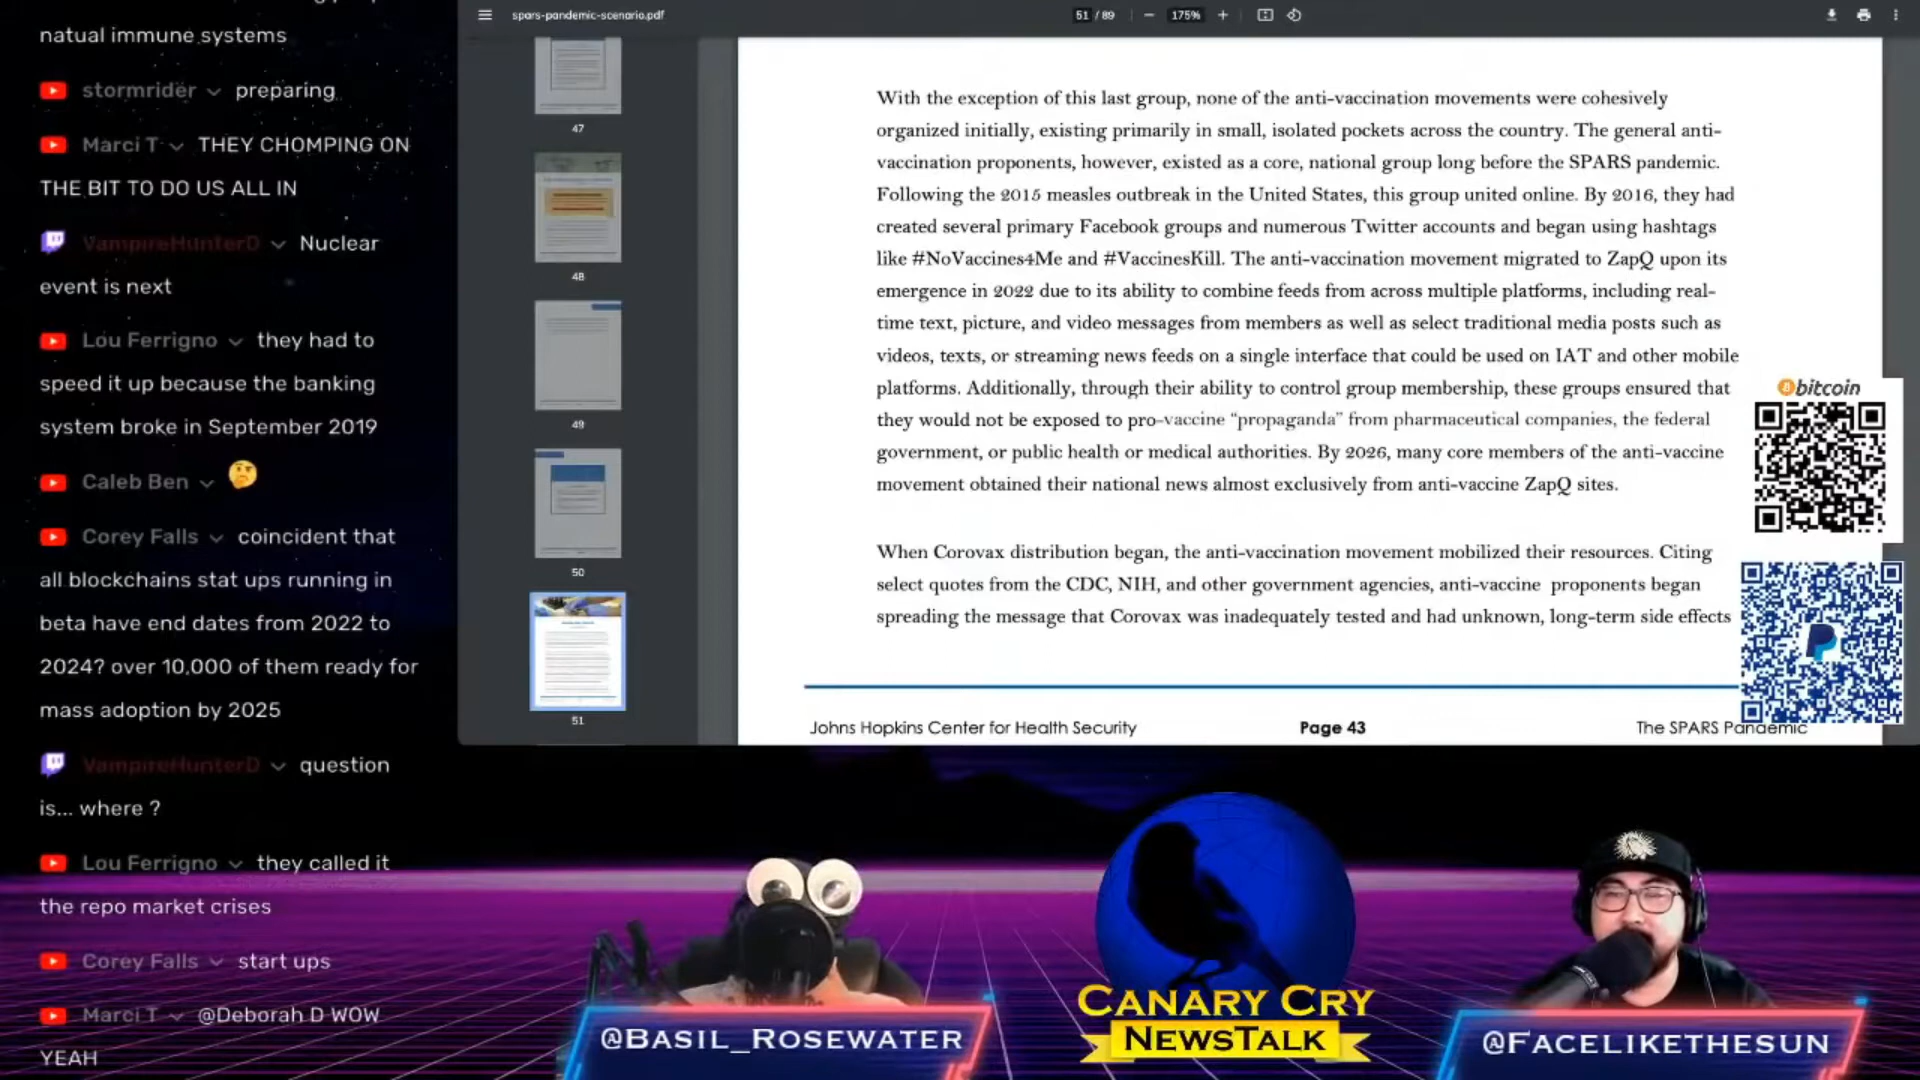 natual immune systems
stormrider preparing
Marci T THEY CHOMPING ON
THE BIT TO DO US ALL IN
VampireHunterD Nuclear
event is next
Lou Ferrigno they had to
speed it up because the banking
system broke in September 2019
Caleb Ben 🤔
Corey Falls coincident that
all blockchains stat ups running in
beta have end dates from 2022 to
2024? over 10,000 of them ready for
mass adoption by 2025
VampireHunterD question
is... where ?
Lou Ferrigno they called it
the repo market crises
Corey Falls start ups
Marci T @Deborah D WOW
YEAH
spars-pandemic-scenario.pdf
51 / 89
175%
47
48
49
50
51
With the exception of this last group, none of the anti-vaccination movements were cohesively
organized initially, existing primarily in small, isolated pockets across the country. The general anti-
vaccination proponents, however, existed as a core, national group long before the SPARS pandemic.
Following the 2015 measles outbreak in the United States, this group united online. By 2016, they had
created several primary Facebook groups and numerous Twitter accounts and began using hashtags
like #NoVaccines4Me and #VaccinesKill. The anti-vaccination movement migrated to ZapQ upon its
emergence in 2022 due to its ability to combine feeds from across multiple platforms, including real-
time text, picture, and video messages from members as well as select traditional media posts such as
videos, texts, or streaming news feeds on a single interface that could be used on IAT and other mobile
platforms. Additionally, through their ability to control group membership, these groups ensured that
they would not be exposed to pro-vaccine “propaganda” from pharmaceutical companies, the federal
government, or public health or medical authorities. By 2026, many core members of the anti-vaccine
movement obtained their national news almost exclusively from anti-vaccine ZapQ sites.
When Corovax distribution began, the anti-vaccination movement mobilized their resources. Citing
select quotes from the CDC, NIH, and other government agencies, anti-vaccine proponents began
spreading the message that Corovax was inadequately tested and had unknown, long-term side effects
Johns Hopkins Center for Health Security
Page 43
The SPARS Pandemic
bitcoin
@BASIL_ROSEWATER
CANARY CRY
NEWSTALK
@FACELIKETHESUN